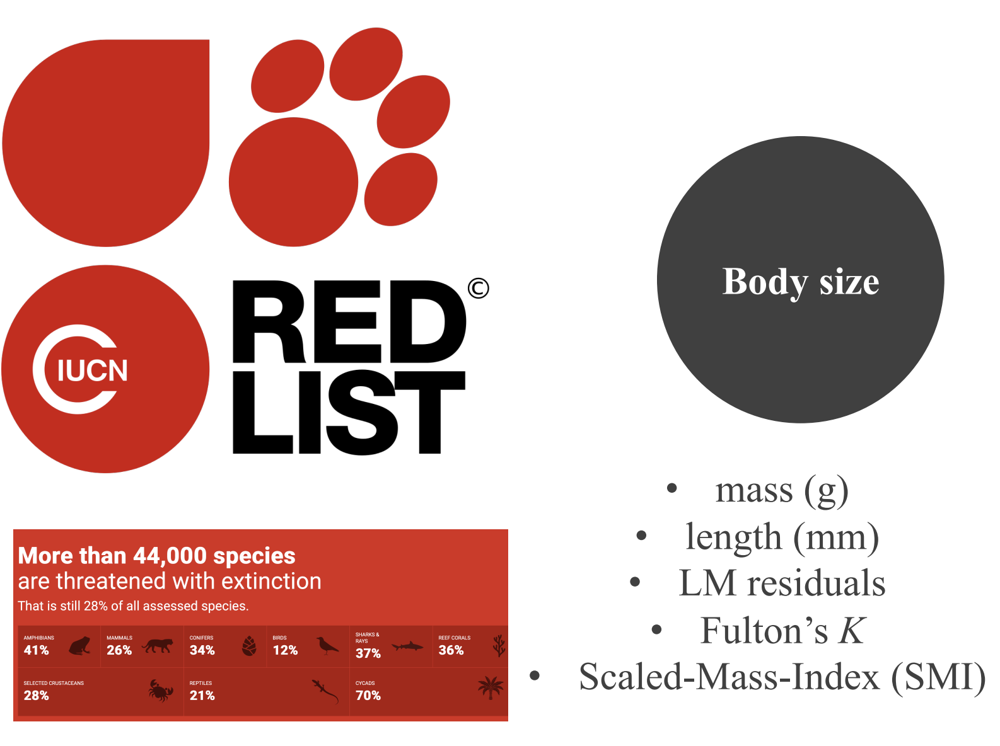 IUCN
RED©
LIST
More than 44,000 species
are threatened with extinction
That is still 28% of all assessed species.
AMPHIBIANS
41%
MAMMALS
26%
CONIFERS
34%
BIRDS
12%
SHARKS &
RAYS
37%
REEF CORALS
36%
SELECTED CRUSTACEANS
28%
REPTILES
21%
CYCADS
70%
Body size
• mass (g)
• length (mm)
• LM residuals
• Fulton’s K
• Scaled-Mass-Index (SMI)